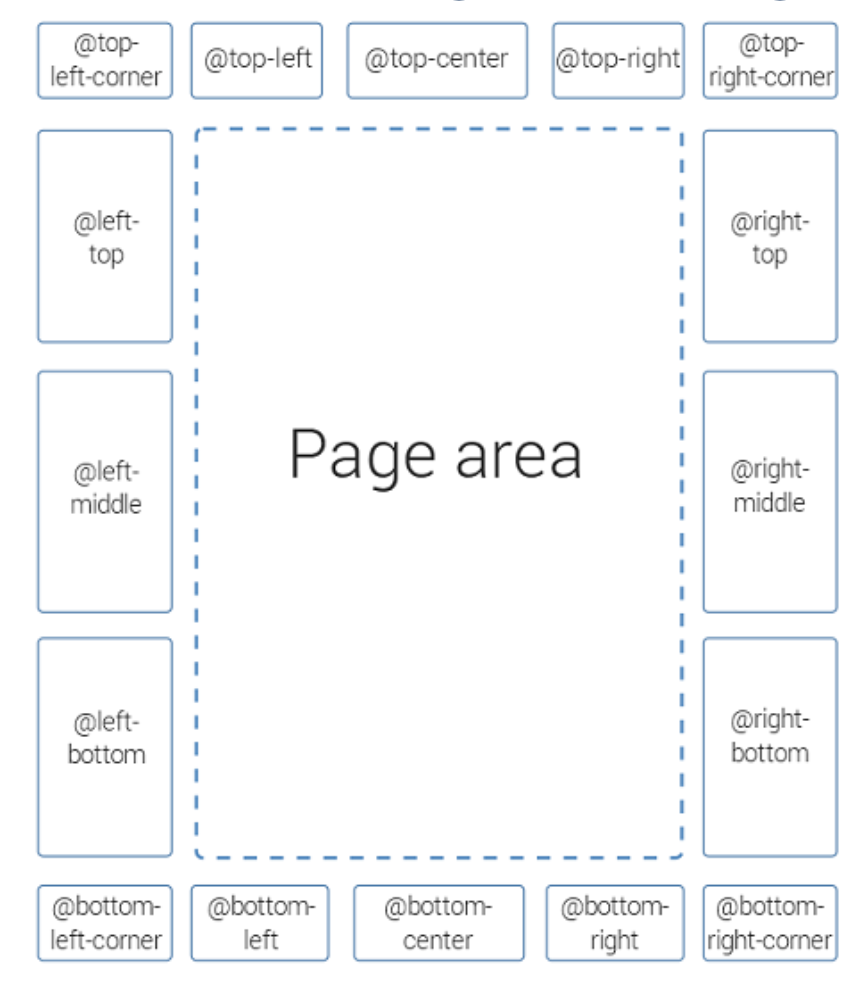 @top-
left-corner
@top-left
@top-center
@top-right
@top-
right-corner
@left-
top
@right-
top
@left-
middle
Page area
@right-
middle
@left-
bottom
@right-
bottom
@bottom-
left-corner
@bottom-
left
@bottom-
center
@bottom-
right
@bottom-
right-corner